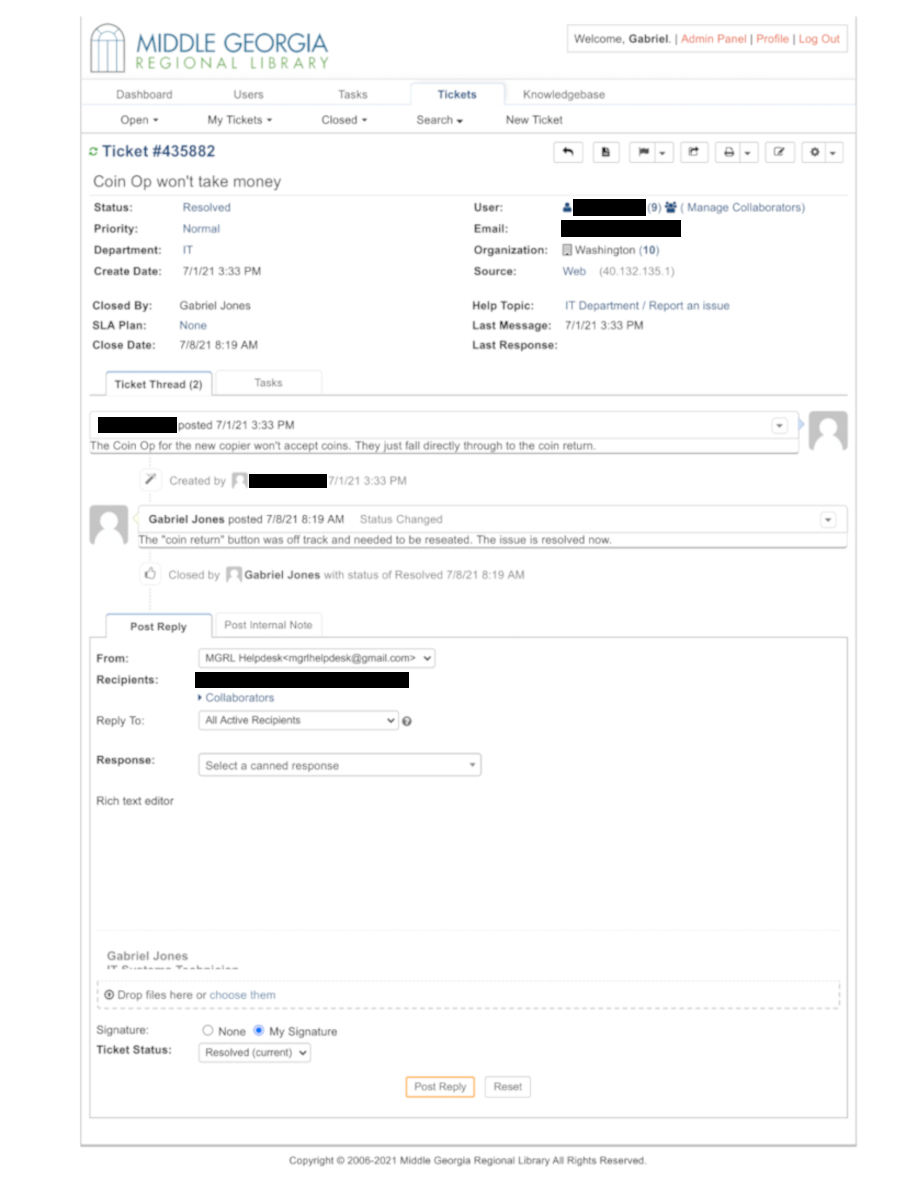 MIDDLE GEORGIA
REGIONAL LIBRARY
Welcome, Gabriel. | Admin Panel | Profile | Log Out
Dashboard Users Tasks Tickets Knowledgebase
Open My Tickets Closed Search New Ticket
Ticket #435882
Coin Op won't take money
Status: Resolved User: (9) ( Manage Collaborators)
Priority: Normal Email:
Department: IT Organization: Washington (10)
Create Date: 7/1/21 3:33 PM Source: Web (40.132.135.1)
Closed By: Gabriel Jones Help Topic: IT Department / Report an issue
SLA Plan: None Last Message: 7/1/21 3:33 PM
Close Date: 7/8/21 8:19 AM Last Response:
Ticket Thread (2) Tasks
posted 7/1/21 3:33 PM
The Coin Op for the new copier won't accept coins. They just fall directly through to the coin return.
Created by 7/1/21 3:33 PM
Gabriel Jones posted 7/8/21 8:19 AM Status Changed
The "coin return" button was off track and needed to be reseated. The issue is resolved now.
Closed by Gabriel Jones with status of Resolved 7/8/21 8:19 AM
Post Reply Post Internal Note
From: MGRL Helpdesk<mgrlhelpdesk@gmail.com>
Recipients:
Collaborators
Reply To: All Active Recipients
Response: Select a canned response
Rich text editor
Gabriel Jones
IT Systems Technician
Drop files here or choose them
Signature: None My Signature
Ticket Status: Resolved (current)
Post Reply Reset
Copyright © 2006-2021 Middle Georgia Regional Library All Rights Reserved.